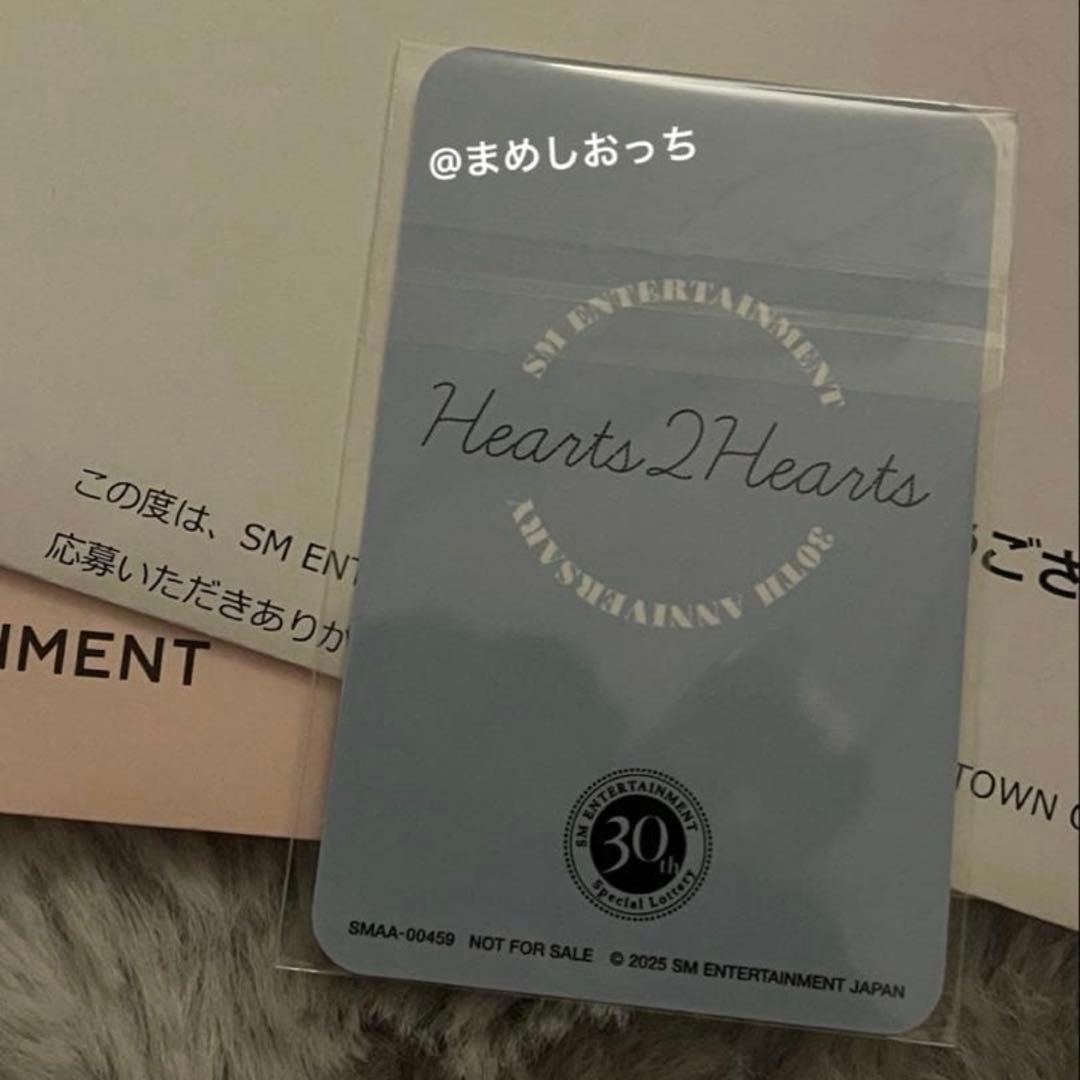 @まめしおっち
SM ENTERTAINMENT
Hearts2Hearts
30TH ANNIVERSARY
この度は、SM ENT
応募いただきありが
NMENT
うござ
TOWN
SM ENTERTAINMENT
30th
Special Lottery
SMAA-00459 NOT FOR SALE © 2025 SM ENTERTAINMENT JAPAN